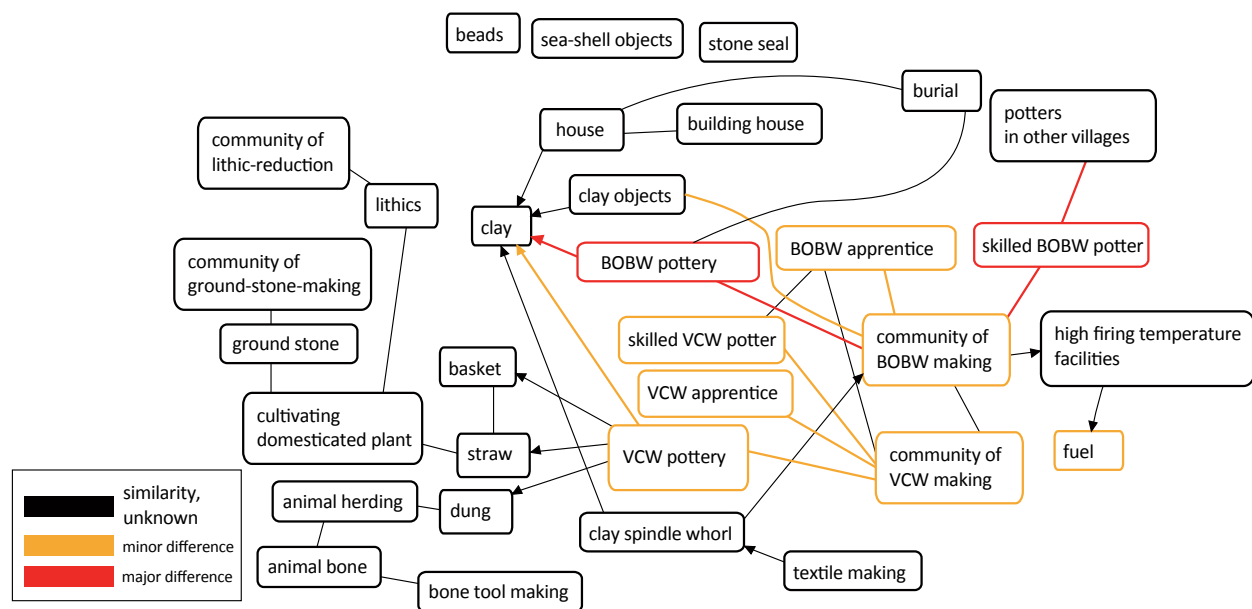 beads
sea-shell objects
stone seal
burial
house
building house
potters
in other villages
community of
lithic-reduction
lithics
clay objects
clay
BOBW apprentice
skilled BOBW potter
community of
ground-stone-making
BOBW pottery
ground stone
skilled VCW potter
community of
BOBW making
high firing temperature
facilities
basket
VCW apprentice
cultivating
domesticated plant
straw
VCW pottery
community of
VCW making
fuel
similarity,
unknown
minor difference
major difference
animal herding
dung
clay spindle whorl
animal bone
bone tool making
textile making